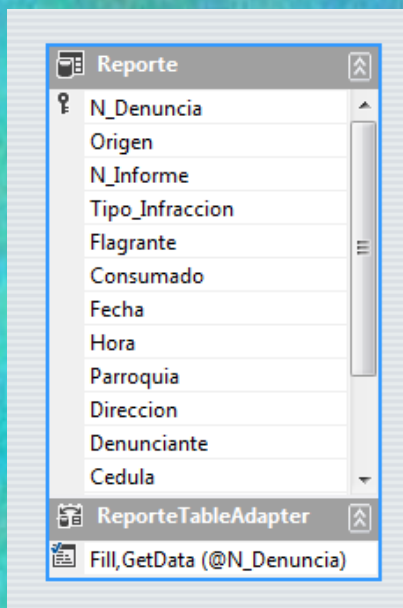 Reporte
N_Denuncia
Origen
N_Informe
Tipo_Infraccion
Flagrante
Consumado
Fecha
Hora
Parroquia
Direccion
Denunciante
Cedula
ReporteTableAdapter
Fill,GetData (@N_Denuncia)